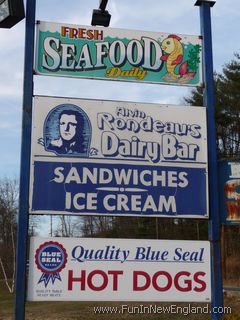 FRESH
SEAFOOD
Daily
Alvin
Rondeau's
Dairy Bar
SANDWICHES
ICE CREAM
BLUE
SEAL
Quality Blue Seal
HOT DOGS
www.FunInNewEngland.com